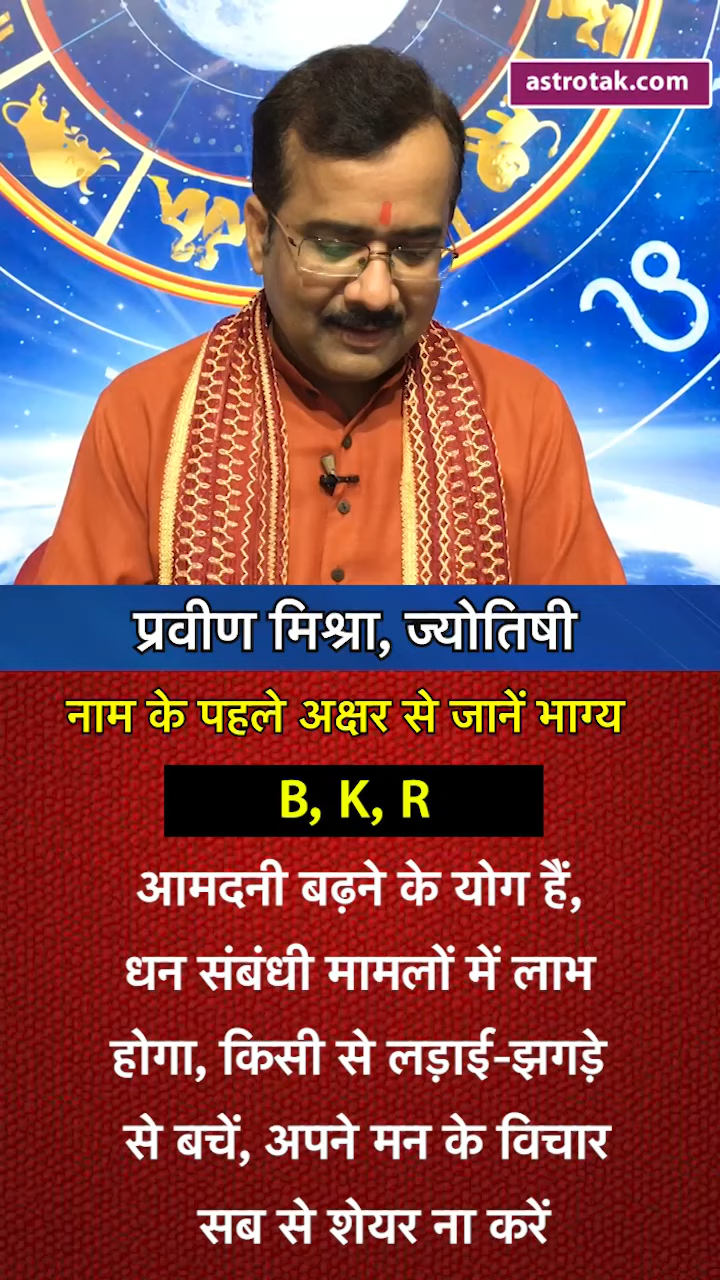 astrotak.com
प्रवीण मिश्रा, ज्योतिषी
नाम के पहले अक्षर से जानें भाग्य
B, K, R
आमदनी बढ़ने के योग हैं,
धन संबंधी मामलों में लाभ
होगा, किसी से लड़ाई-झगड़े
से बचें, अपने मन के विचार
सब से शेयर ना करें